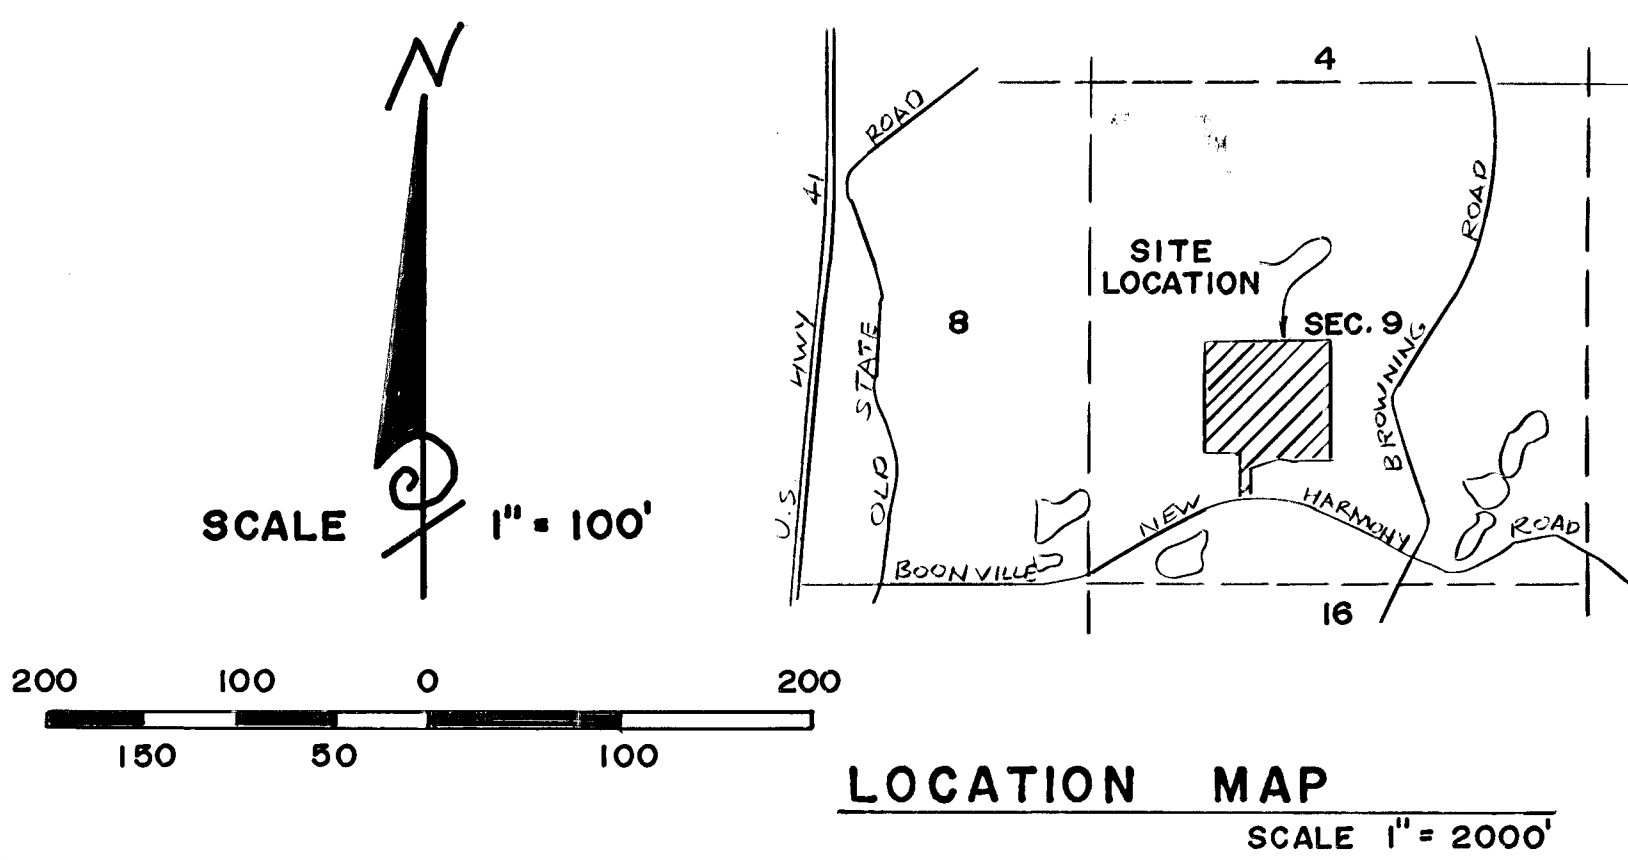 N
SCALE 1" = 100'
200 100 0 200
150 50 100
4
U.S. HWY 41
OLD STATE ROAD
8
SITE
LOCATION
SEC. 9
BROWNING ROAD
BOONVILLE NEW HARMONY ROAD
16
LOCATION MAP
SCALE 1" = 2000'